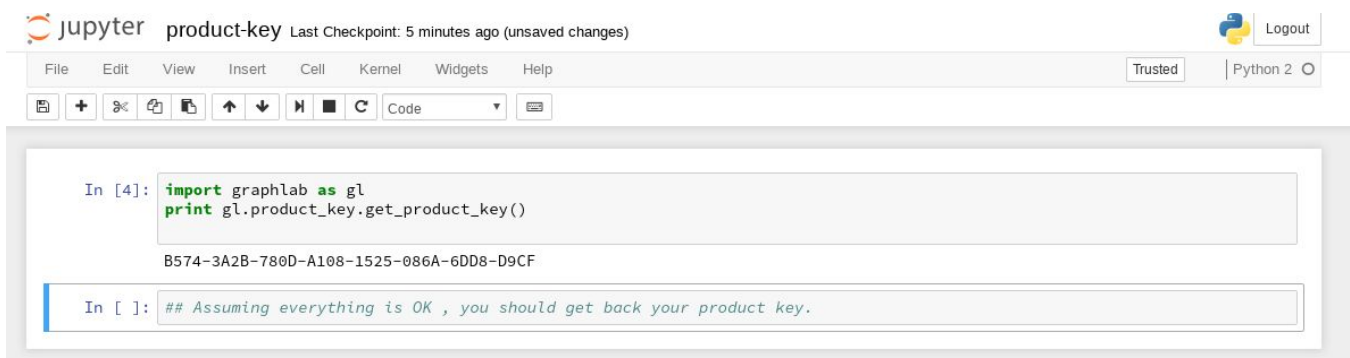 jupyter product-key Last Checkpoint: 5 minutes ago (unsaved changes) Logout
File Edit View Insert Cell Kernel Widgets Help Trusted Python 2
Code
In [4]: import graphlab as gl
print gl.product_key.get_product_key()
B574-3A2B-780D-A108-1525-086A-6DD8-D9CF
In [ ]: ## Assuming everything is OK , you should get back your product key.